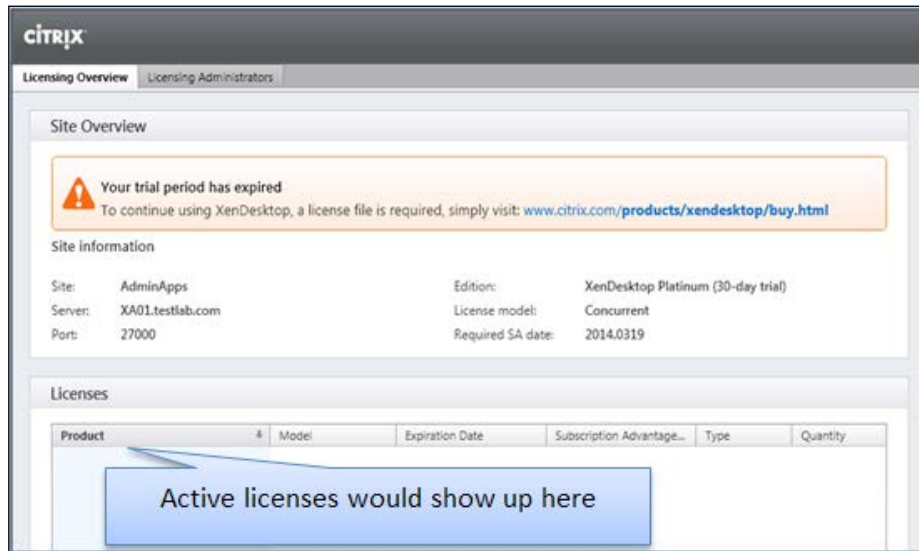 CİTRIX
Licensing Overview Licensing Administrators
Site Overview
Your trial period has expired
To continue using XenDesktop, a license file is required, simply visit: www.citrix.com/products/xendesktop/buy.html
Site information
Site: AdminApps Edition: XenDesktop Platinum (30-day trial)
Server: XA01.testlab.com License model: Concurrent
Port: 27000 Required SA date: 2014.0319
Licenses
Product Model Expiration Date Subscription Advantage... Type Quantity
Active licenses would show up here